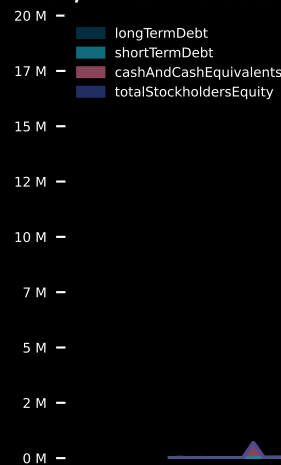 20 M
longTermDebt
shortTermDebt
17 M
cashAndCashEquivalents
totalStockholdersEquity
15 M
12 M
10 M
7 M
5 M
2 M
0 M